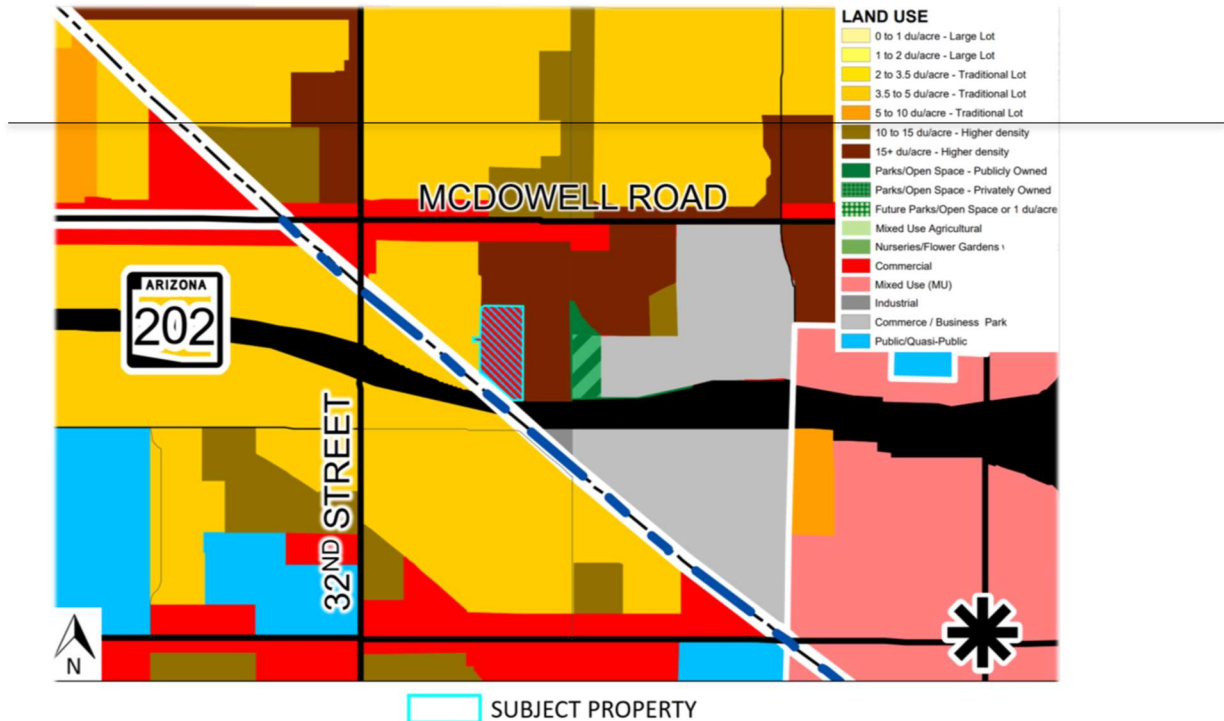 LAND USE
0 to 1 du/acre - Large Lot
1 to 2 du/acre - Large Lot
2 to 3.5 du/acre - Traditional Lot
3.5 to 5 du/acre - Traditional Lot
5 to 10 du/acre - Traditional Lot
10 to 15 du/acre - Higher density
15+ du/acre - Higher density
Parks/Open Space - Publicly Owned
Parks/Open Space - Privately Owned
Future Parks/Open Space or 1 du/acre
Mixed Use Agricultural
Nurseries/Flower Gardens
Commercial
Mixed Use (MU)
Industrial
Commerce / Business Park
Public/Quasi-Public
MCDOWELL ROAD
ARIZONA
202
32ND STREET
N
SUBJECT PROPERTY